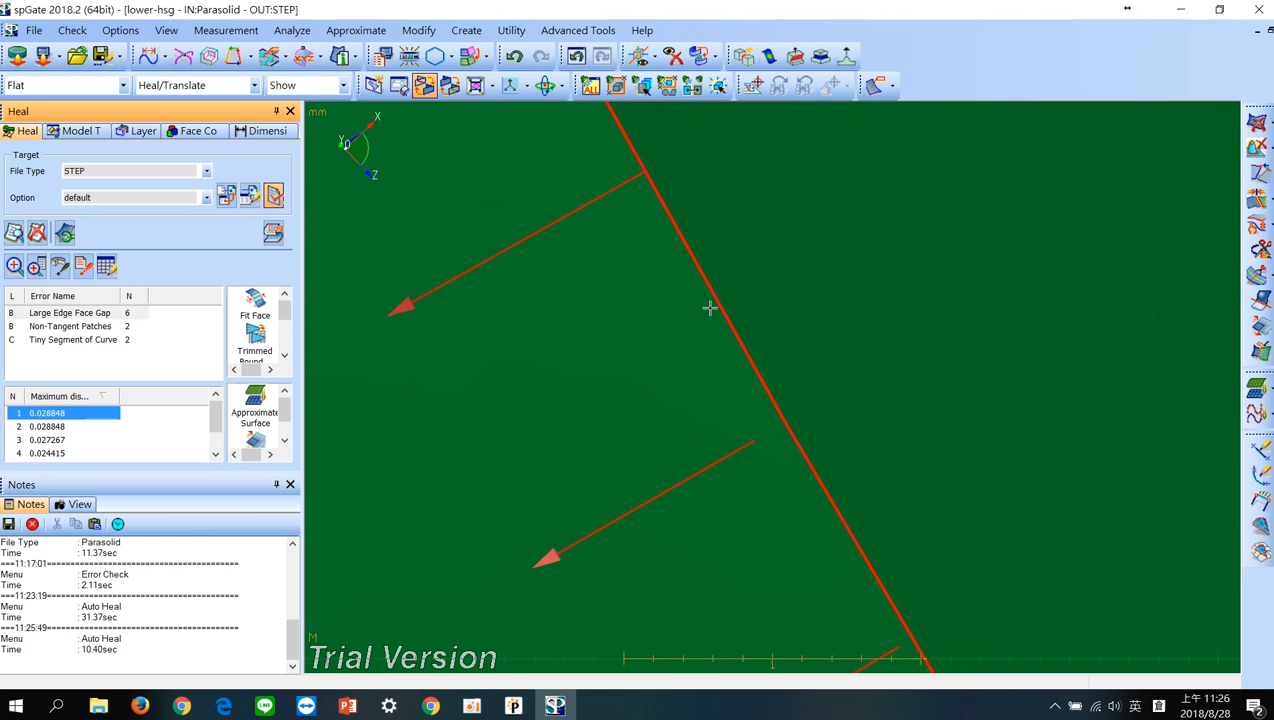 spGate 2018.2 (64bit) - [lower-hsg - IN:Parasolid - OUT:STEP]
File Check Options View Measurement Analyze Approximate Modify Create Utility Advanced Tools Help
Flat Heal/Translate Show
Heal
Heal Model T Layer Face Co Dimensi
Target
File Type STEP
Option default
L Error Name N
B Large Edge Face Gap 6
B Non-Tangent Patches 2
C Tiny Segment of Curve 2
Fit Face
Trimmed
N Maximum dis...
1 0.028848
2 0.028848
3 0.027267
4 0.024415
Approximate
Surface
Notes
Notes View
File Type : Parasolid
Time : 11.37sec
===11:17:01========================================
Menu : Error Check
Time : 2.11sec
===11:23:19========================================
Menu : Auto Heal
Time : 31.37sec
===11:25:49========================================
Menu : Auto Heal
Time : 10.40sec
mm
X
Y
Z
M
Trial Version
1
ALL
英
上午 11:26
2018/8/28
2